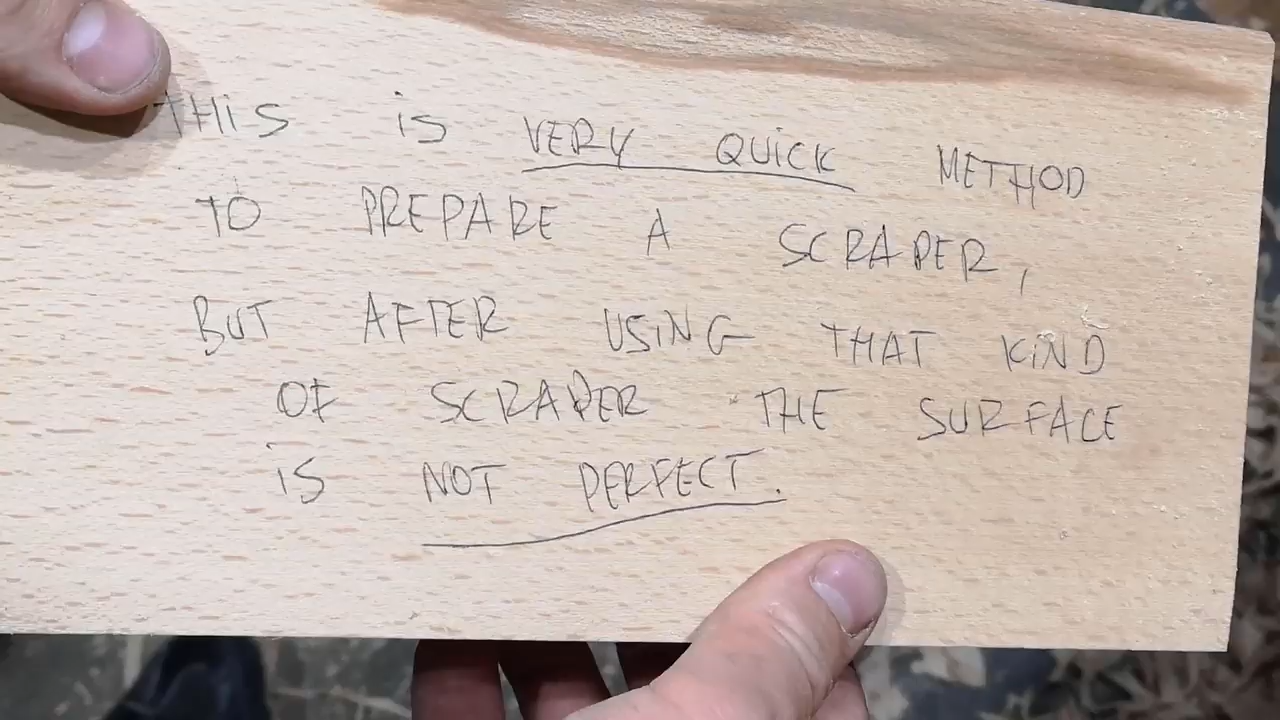 THiS iS VERY QUiCK METHOD
TO PREPARE A SCRAPER,
BUT AFTER USiNG THAT KiND
OF SCRAPER THE SURFACE
iS NOT PERFECT.